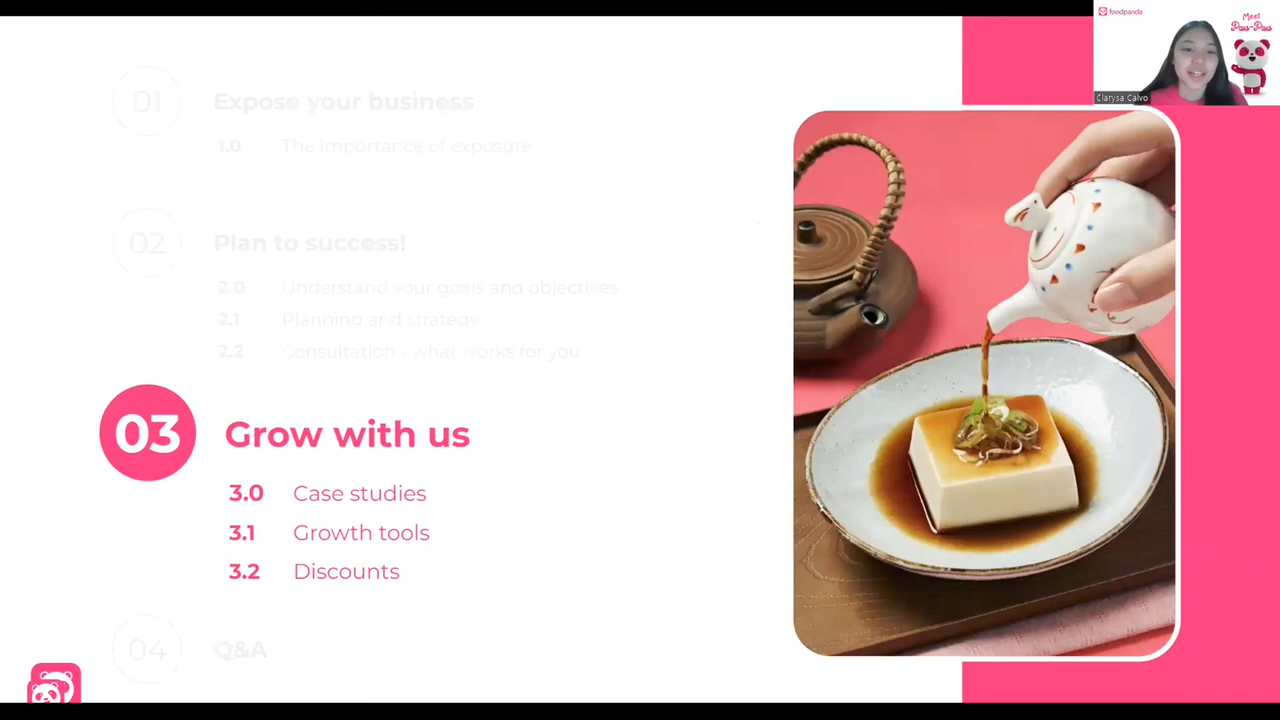 foodpanda
Meet
Pau-Pau
Clarysa Calvo
01
Expose your business
1.0 The importance of exposure
02
Plan to success!
2.0 Understand your goals and objectives
2.1 Planning and strategy
2.2 Consultation - what works for you
03
Grow with us
3.0 Case studies
3.1 Growth tools
3.2 Discounts
04
Q&A